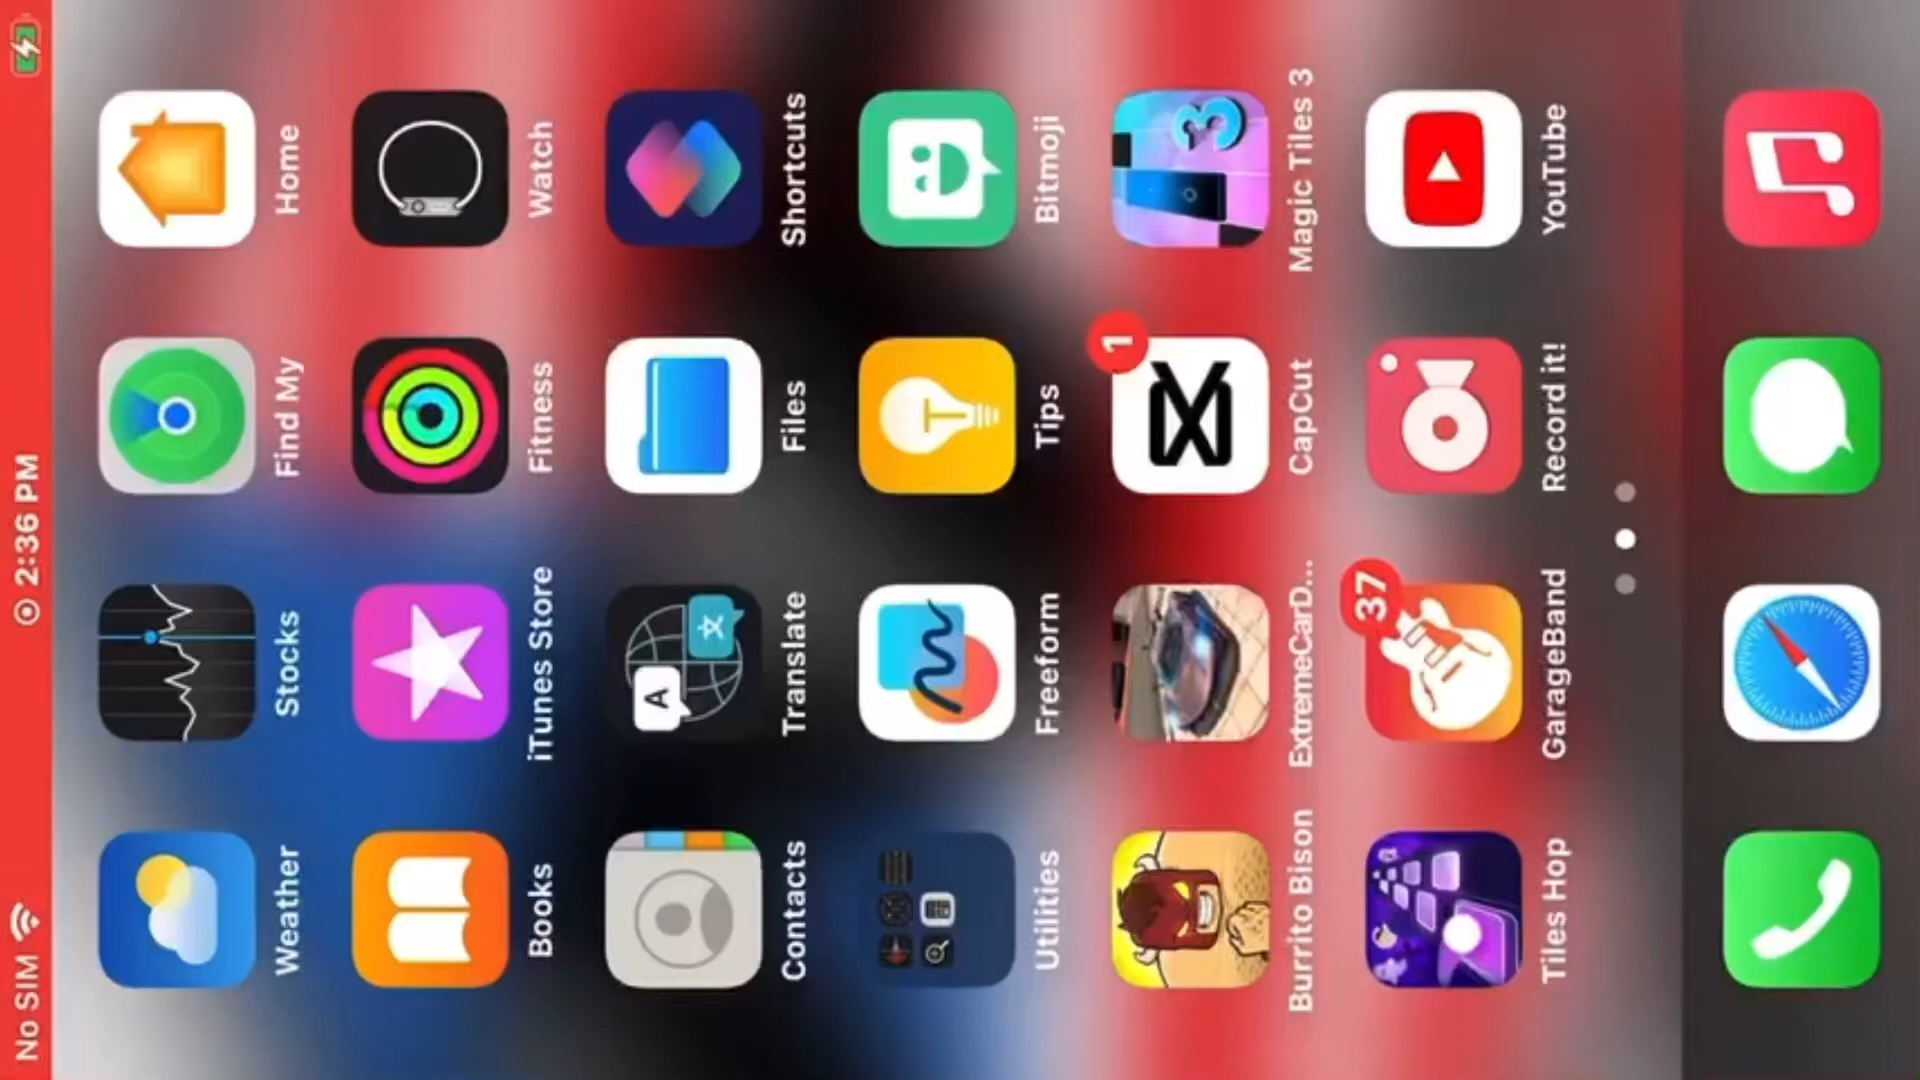 No SIM 2:36 PM
Weather Stocks Find My Home
Books iTunes Store Fitness Watch
A 文
Contacts Translate Files Shortcuts
Utilities Freeform Tips Bitmoji
1
3
Burrito Bison ExtremeCarD... CapCut Magic Tiles 3
37
Tiles Hop GarageBand Record it! YouTube